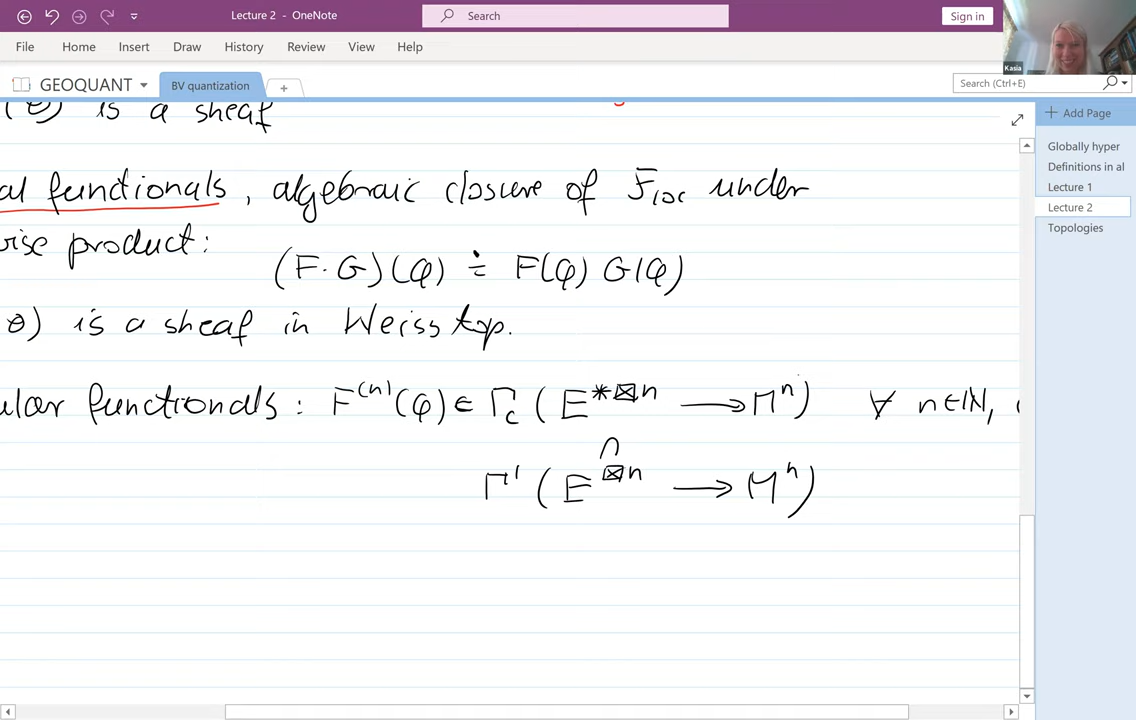 Lecture 2 - OneNote
Search
Sign in
Kasia
File Home Insert Draw History Review View Help
GEOQUANT
BV quantization
Search (Ctrl+E)
Add Page
Globally hyper
Definitions in al
Lecture 1
Lecture 2
Topologies
(θ) is a sheaf
al functionals, algebraic closure of F_loc under
wise product:
(F·G)(φ) ≐ F(φ) G(φ)
θ) is a sheaf in Weiss top.
ular functionals: F^(n)(φ) ∈ Γ_c (E^{*⊠n} → M^n) ∀ n∈ℕ,
∩
Γ' (E^{⊠n} → M^n)